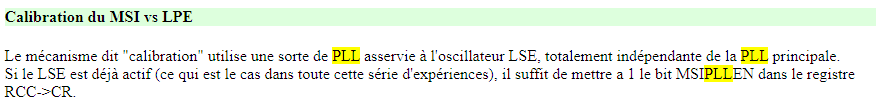 Calibration du MSI vs LPE
Le mécanisme dit "calibration" utilise une sorte de PLL asservie à l'oscillateur LSE, totalement indépendante de la PLL principale.
Si le LSE est déjà actif (ce qui est le cas dans toute cette série d'expériences), il suffit de mettre a 1 le bit MSIPLLEN dans le registre
RCC->CR.